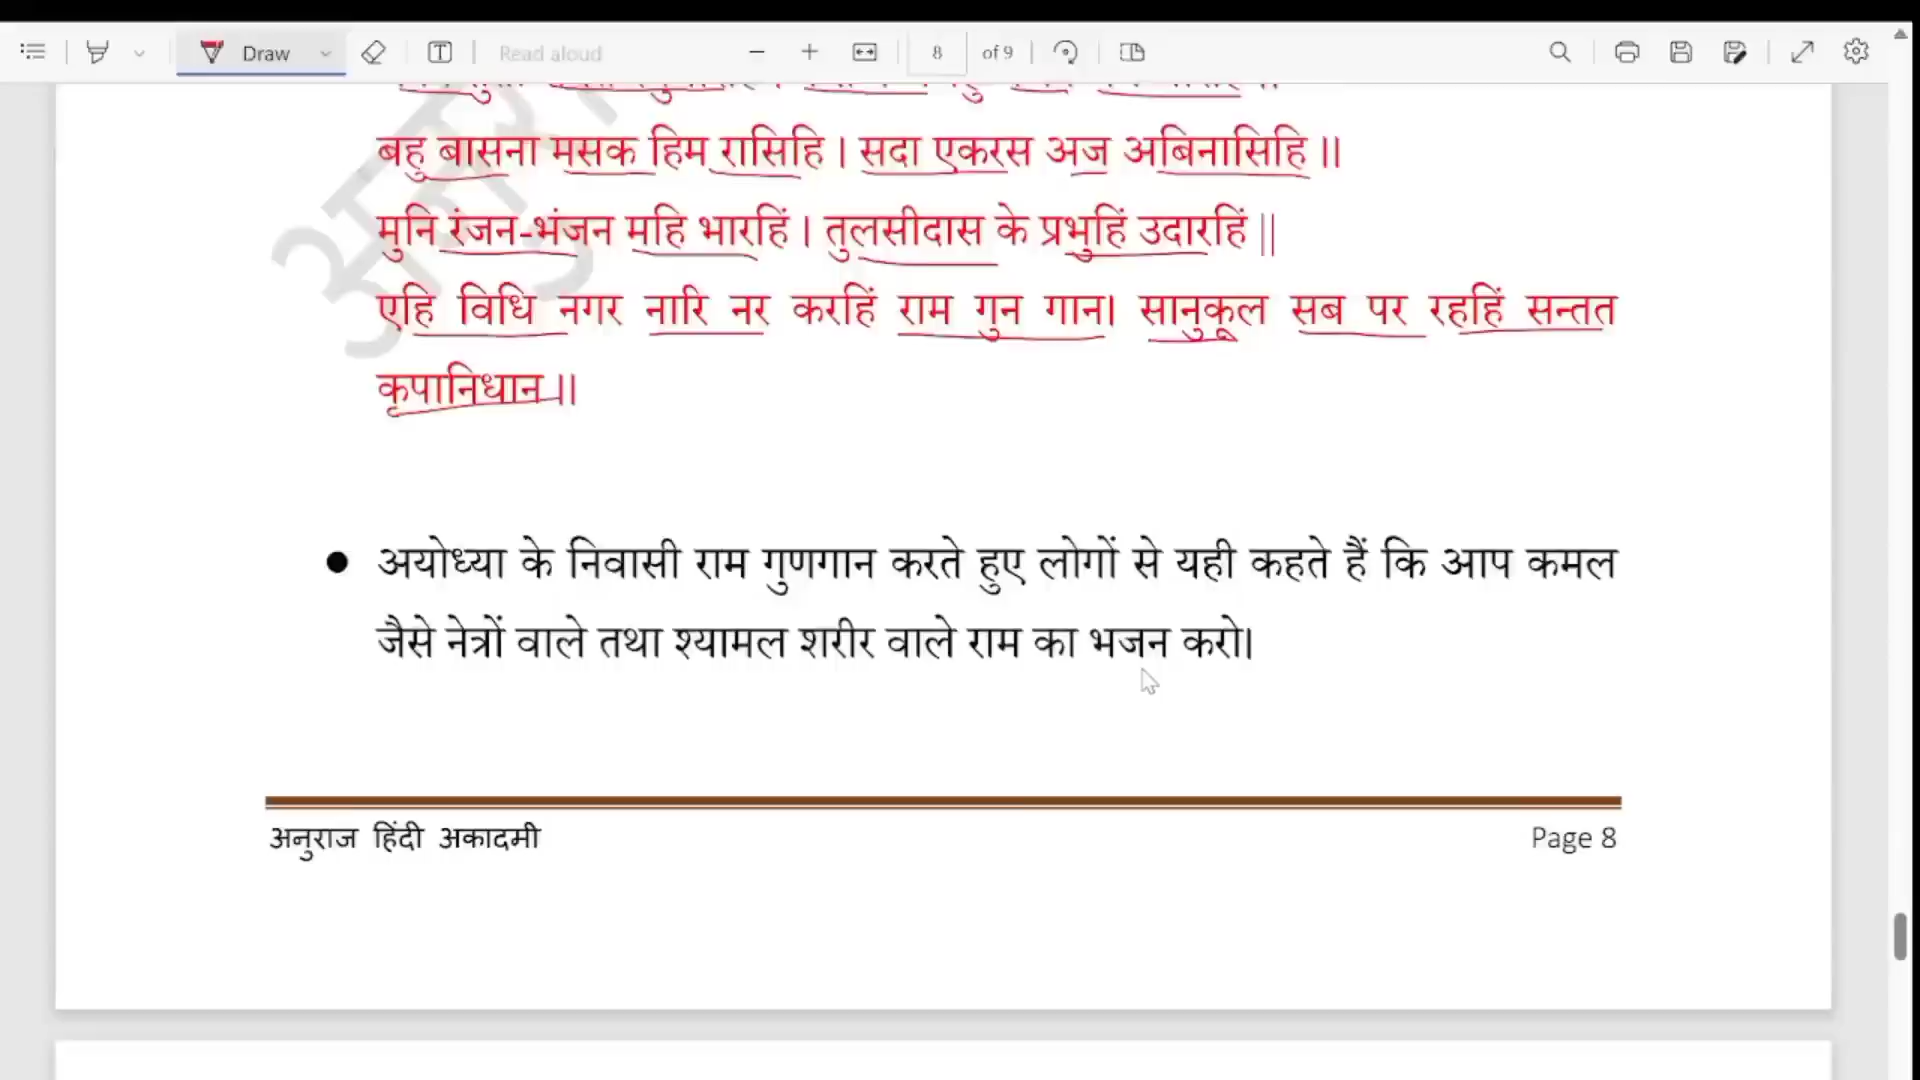 Draw
Read aloud
8 of 9
बहु बासना मसक हिम रासिहि । सदा एकरस अज अबिनासिहि ।।
मुनि रंजन-भंजन महि भारहिं । तुलसीदास के प्रभुहिं उदारहिं ||
एहि विधि नगर नारि नर करहिं राम गुन गान। सानुकूल सब पर रहहिं सन्तत
कृपानिधान ।।
● अयोध्या के निवासी राम गुणगान करते हुए लोगों से यही कहते हैं कि आप कमल
जैसे नेत्रों वाले तथा श्यामल शरीर वाले राम का भजन करो।
अनुराज हिंदी अकादमी
Page 8